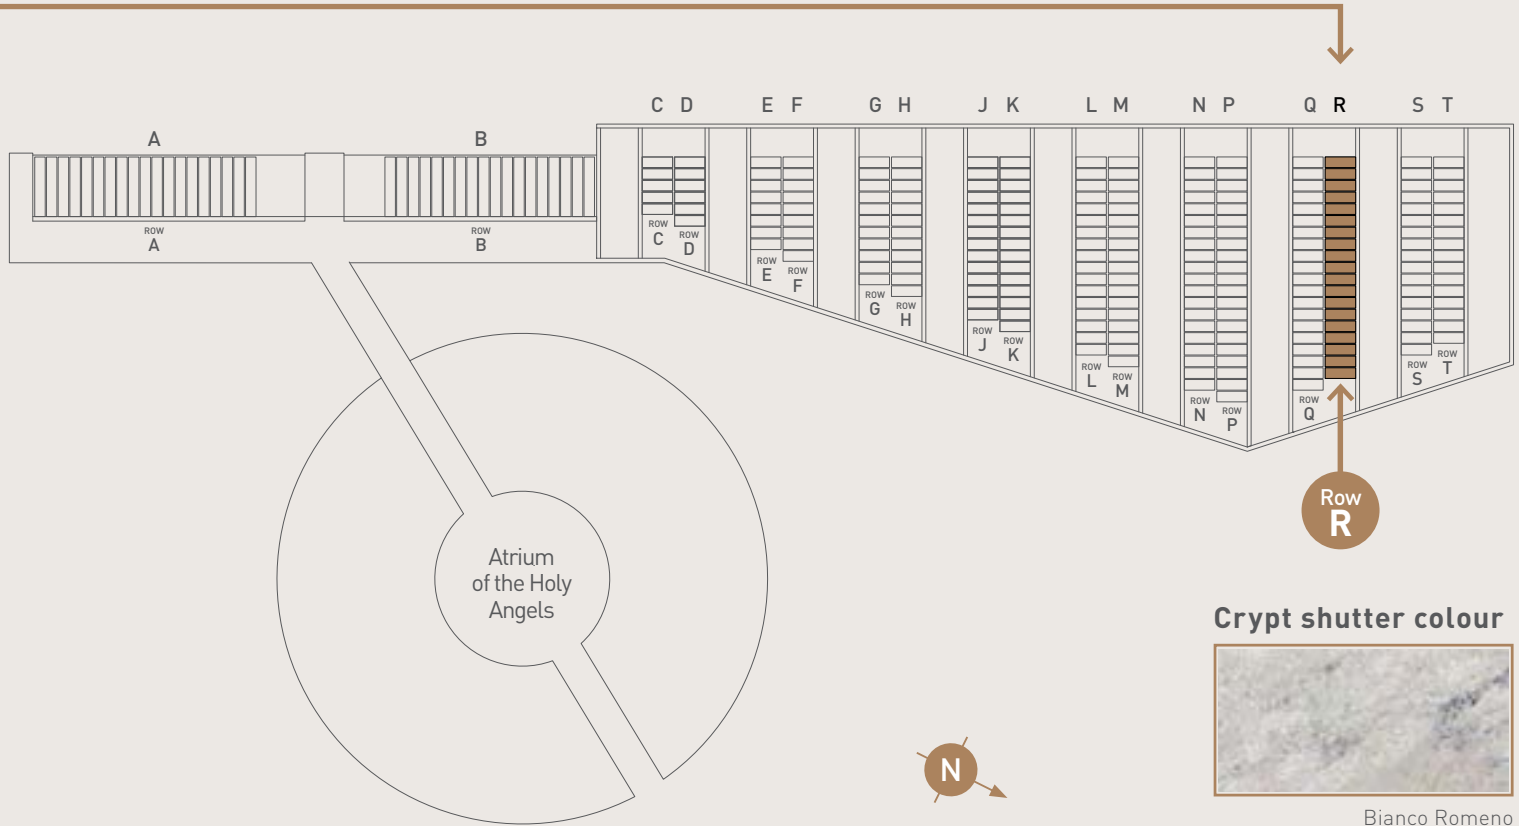 C D E F G H J K L M N P Q R S T
A B
ROW
A
ROW
B
ROW
C
ROW
D
ROW
E
ROW
F
ROW
G
ROW
H
ROW
J
ROW
K
ROW
L
ROW
M
ROW
N
ROW
P
ROW
Q
ROW
S
ROW
T
Row
R
Atrium
of the Holy
Angels
Crypt shutter colour
N
Bianco Romeno